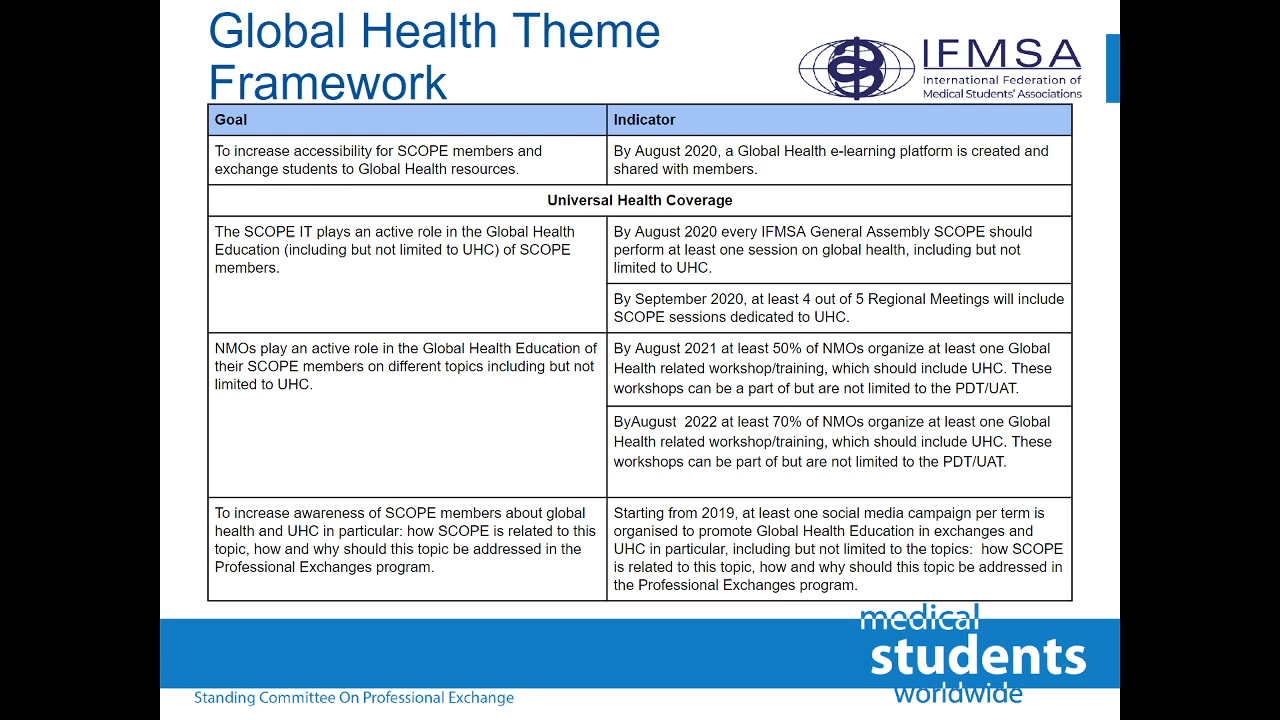 Global Health Theme
Framework
IFMSA
International Federation of
Medical Students' Associations
Goal
Indicator
To increase accessibility for SCOPE members and
exchange students to Global Health resources.
By August 2020, a Global Health e-learning platform is created and
shared with members.
Universal Health Coverage
The SCOPE IT plays an active role in the Global Health
Education (including but not limited to UHC) of SCOPE
members.
By August 2020 every IFMSA General Assembly SCOPE should
perform at least one session on global health, including but not
limited to UHC.
By September 2020, at least 4 out of 5 Regional Meetings will include
SCOPE sessions dedicated to UHC.
NMOs play an active role in the Global Health Education of
their SCOPE members on different topics including but not
limited to UHC.
By August 2021 at least 50% of NMOs organize at least one Global
Health related workshop/training, which should include UHC. These
workshops can be a part of but are not limited to the PDT/UAT.
ByAugust  2022 at least 70% of NMOs organize at least one Global
Health related workshop/training, which should include UHC. These
workshops can be part of but are not limited to the PDT/UAT.
To increase awareness of SCOPE members about global
health and UHC in particular: how SCOPE is related to this
topic, how and why should this topic be addressed in the
Professional Exchanges program.
Starting from 2019, at least one social media campaign per term is
organised to promote Global Health Education in exchanges and
UHC in particular, including but not limited to the topics:  how SCOPE
is related to this topic, how and why should this topic be addressed in
the Professional Exchanges program.
medical
students
worldwide
Standing Committee On Professional Exchange